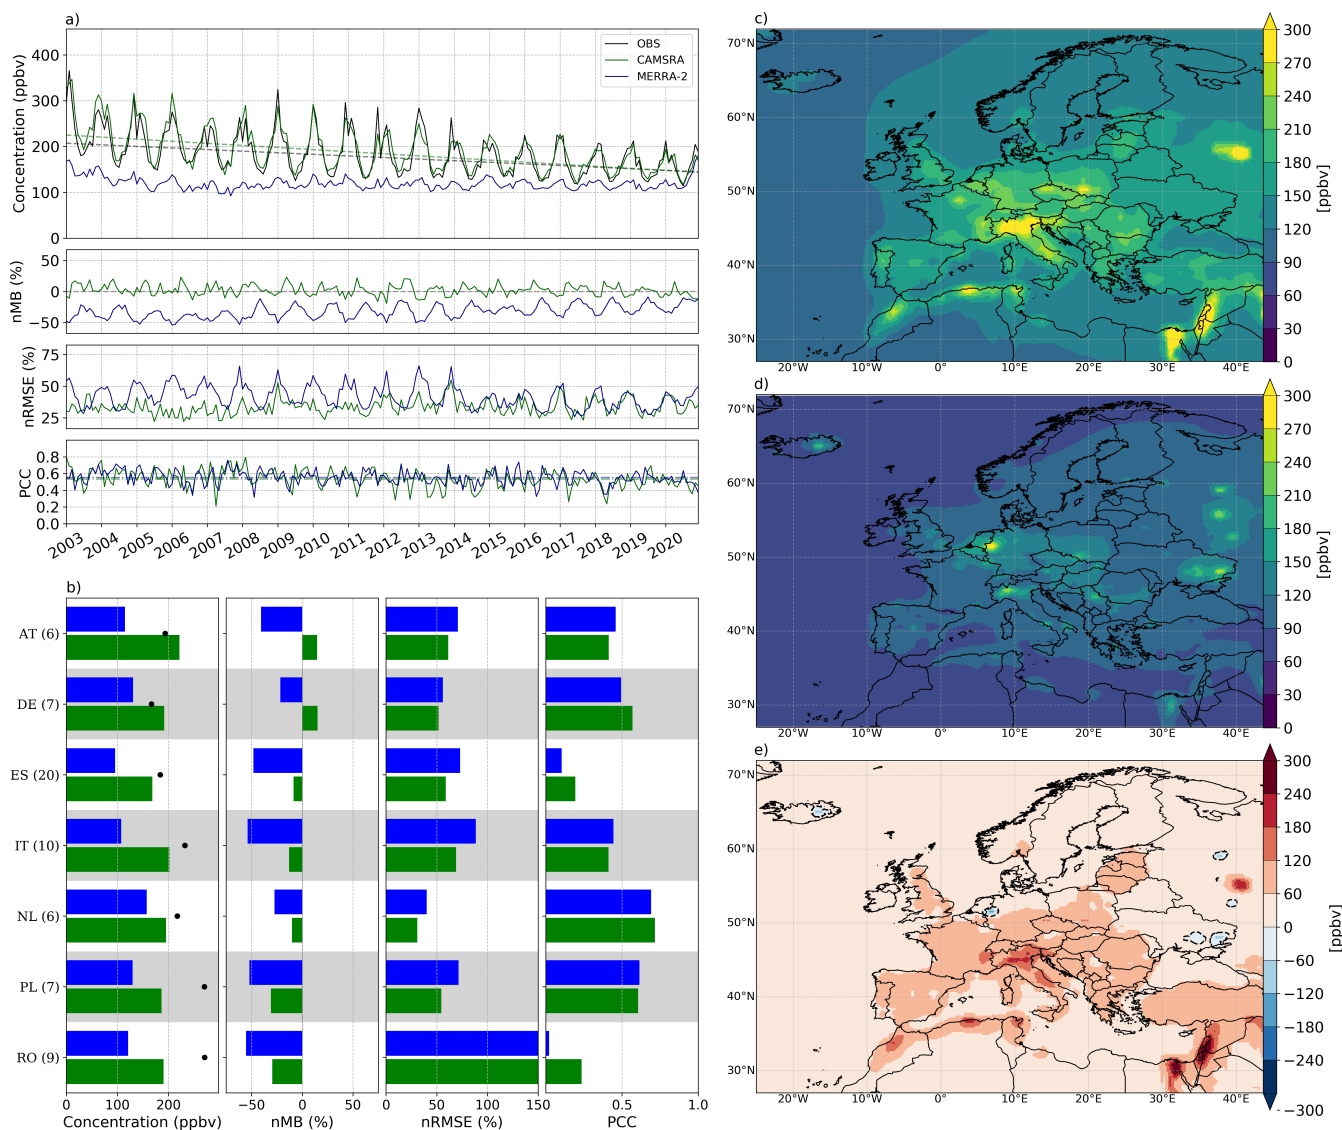 a)
Concentration (ppbv)
400
300
200
100
0
OBS
CAMSRA
MERRA-2
nMB (%)
50
0
−50
nRMSE (%)
75
50
25
PCC
0.8
0.6
0.4
0.2
0.0
2003 2004 2005 2006 2007 2008 2009 2010 2011 2012 2013 2014 2015 2016 2017 2018 2019 2020
b)
AT (6)
DE (7)
ES (20)
IT (10)
NL (6)
PL (7)
RO (9)
0 100 200
−50 0 50
0 50 100 150
0.5 1.0
Concentration (ppbv)
nMB (%)
nRMSE (%)
PCC
c)
70°N
60°N
50°N
40°N
30°N
20°W 10°W 0° 10°E 20°E 30°E 40°E
300
270
240
210
180
150
120
90
60
30
0
[ppbv]
d)
70°N
60°N
50°N
40°N
30°N
20°W 10°W 0° 10°E 20°E 30°E 40°E
300
270
240
210
180
150
120
90
60
30
0
[ppbv]
e)
70°N
60°N
50°N
40°N
30°N
20°W 10°W 0° 10°E 20°E 30°E 40°E
300
240
180
120
60
0
−60
−120
−180
−240
−300
[ppbv]